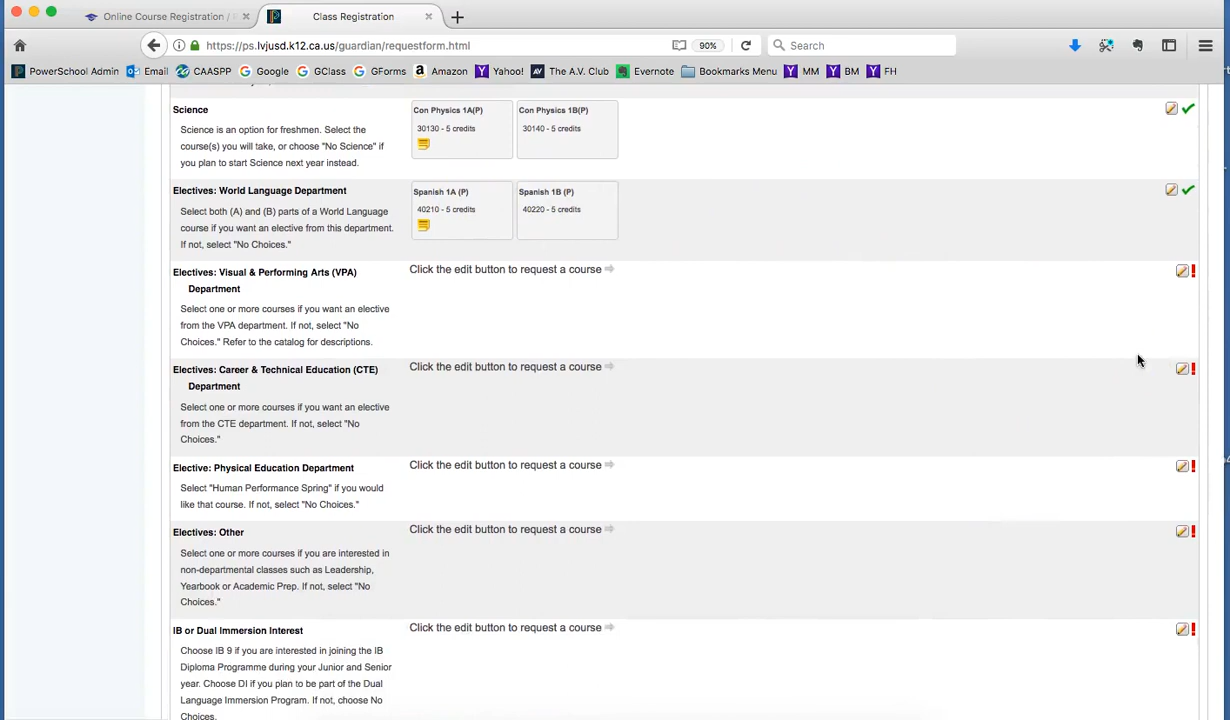 Online Course Registration /
Class Registration
https://ps.lvjusd.k12.ca.us/guardian/requestform.html
90%
Search
PowerSchool Admin
Email
CAASPP
Google
GClass
GForms
Amazon
Yahoo!
The A.V. Club
Evernote
Bookmarks Menu
MM
BM
FH
Science
Science is an option for freshmen. Select the
course(s) you will take, or choose "No Science" if
you plan to start Science next year instead.
Con Physics 1A(P)
30130 - 5 credits
Con Physics 1B(P)
30140 - 5 credits
Electives: World Language Department
Select both (A) and (B) parts of a World Language
course if you want an elective from this department.
If not, select "No Choices."
Spanish 1A (P)
40210 - 5 credits
Spanish 1B (P)
40220 - 5 credits
Electives: Visual & Performing Arts (VPA)
Department
Select one or more courses if you want an elective
from the VPA department. If not, select "No
Choices." Refer to the catalog for descriptions.
Click the edit button to request a course
Electives: Career & Technical Education (CTE)
Department
Select one or more courses if you want an elective
from the CTE department. If not, select "No
Choices."
Click the edit button to request a course
Elective: Physical Education Department
Select "Human Performance Spring" if you would
like that course. If not, select "No Choices."
Click the edit button to request a course
Electives: Other
Select one or more courses if you are interested in
non-departmental classes such as Leadership,
Yearbook or Academic Prep. If not, select "No
Choices."
Click the edit button to request a course
IB or Dual Immersion Interest
Choose IB 9 if you are interested in joining the IB
Diploma Programme during your Junior and Senior
year. Choose DI if you plan to be part of the Dual
Language Immersion Program. If not, choose No
Choices.
Click the edit button to request a course